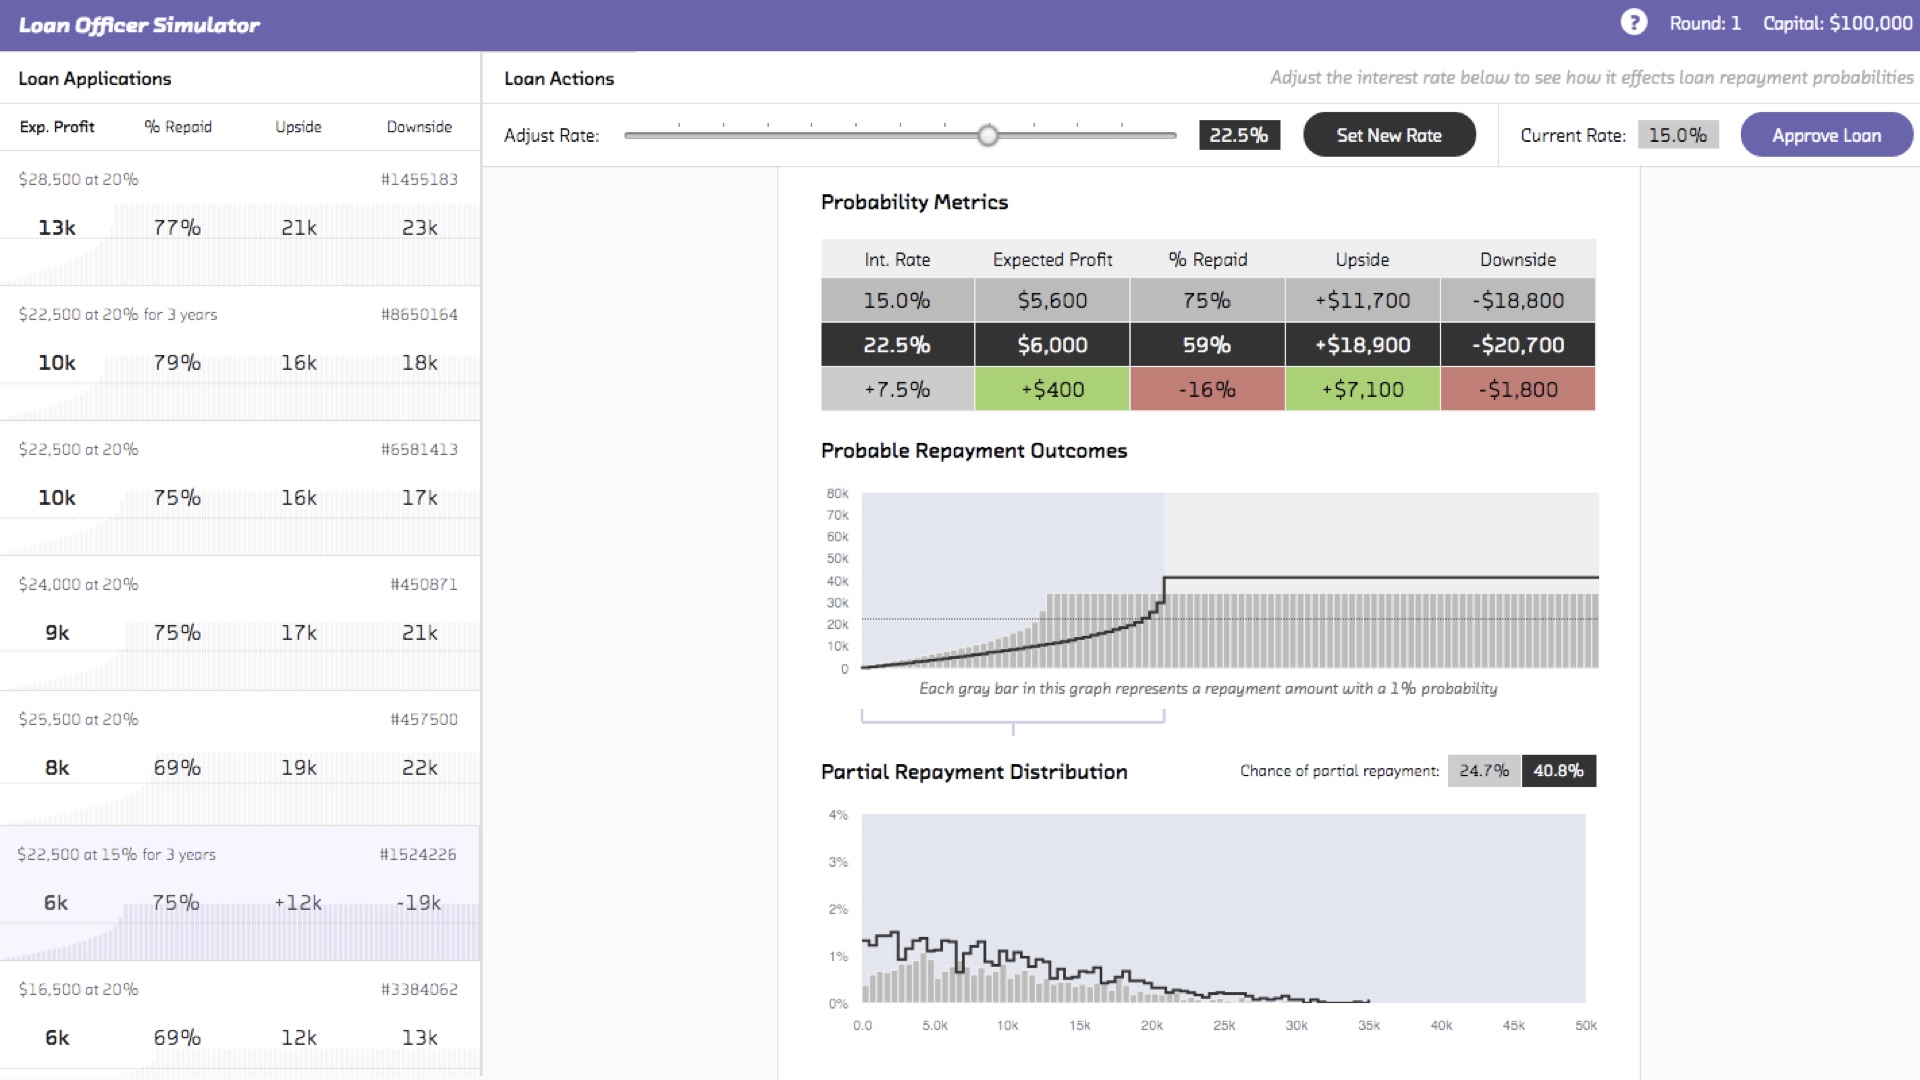 Loan Officer Simulator
? Round: 1 Capital: $100,000
Loan Applications
Exp. Profit % Repaid Upside Downside
$28,500 at 20% #1455183
13k 77% 21k 23k
$22,500 at 20% for 3 years #8650164
10k 79% 16k 18k
$22,500 at 20% #6581413
10k 75% 16k 17k
$24,000 at 20% #450871
9k 75% 17k 21k
$25,500 at 20% #457500
8k 69% 19k 22k
$22,500 at 15% for 3 years #1524226
6k 75% +12k -19k
$16,500 at 20% #3384062
6k 69% 12k 13k
Loan Actions
Adjust the interest rate below to see how it effects loan repayment probabilities
Adjust Rate: 22.5% Set New Rate Current Rate: 15.0% Approve Loan
Probability Metrics
Int. Rate Expected Profit % Repaid Upside Downside
15.0% $5,600 75% +$11,700 -$18,800
22.5% $6,000 59% +$18,900 -$20,700
+7.5% +$400 -16% +$7,100 -$1,800
Probable Repayment Outcomes
80k
70k
60k
50k
40k
30k
20k
10k
0
Each gray bar in this graph represents a repayment amount with a 1% probability
Partial Repayment Distribution Chance of partial repayment: 24.7% 40.8%
4%
3%
2%
1%
0%
0.0 5.0k 10k 15k 20k 25k 30k 35k 40k 45k 50k